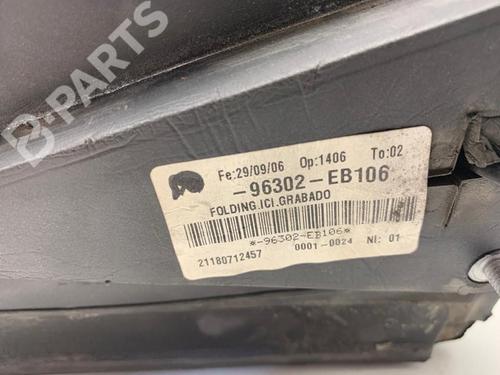 B-PARTS
Fe:29/09/06 Op:1406 To:02
-96302-EB106
FOLDING.ICI.GRABADO
*-96302-EB106*
21180712457 0001-0024 NI: 01